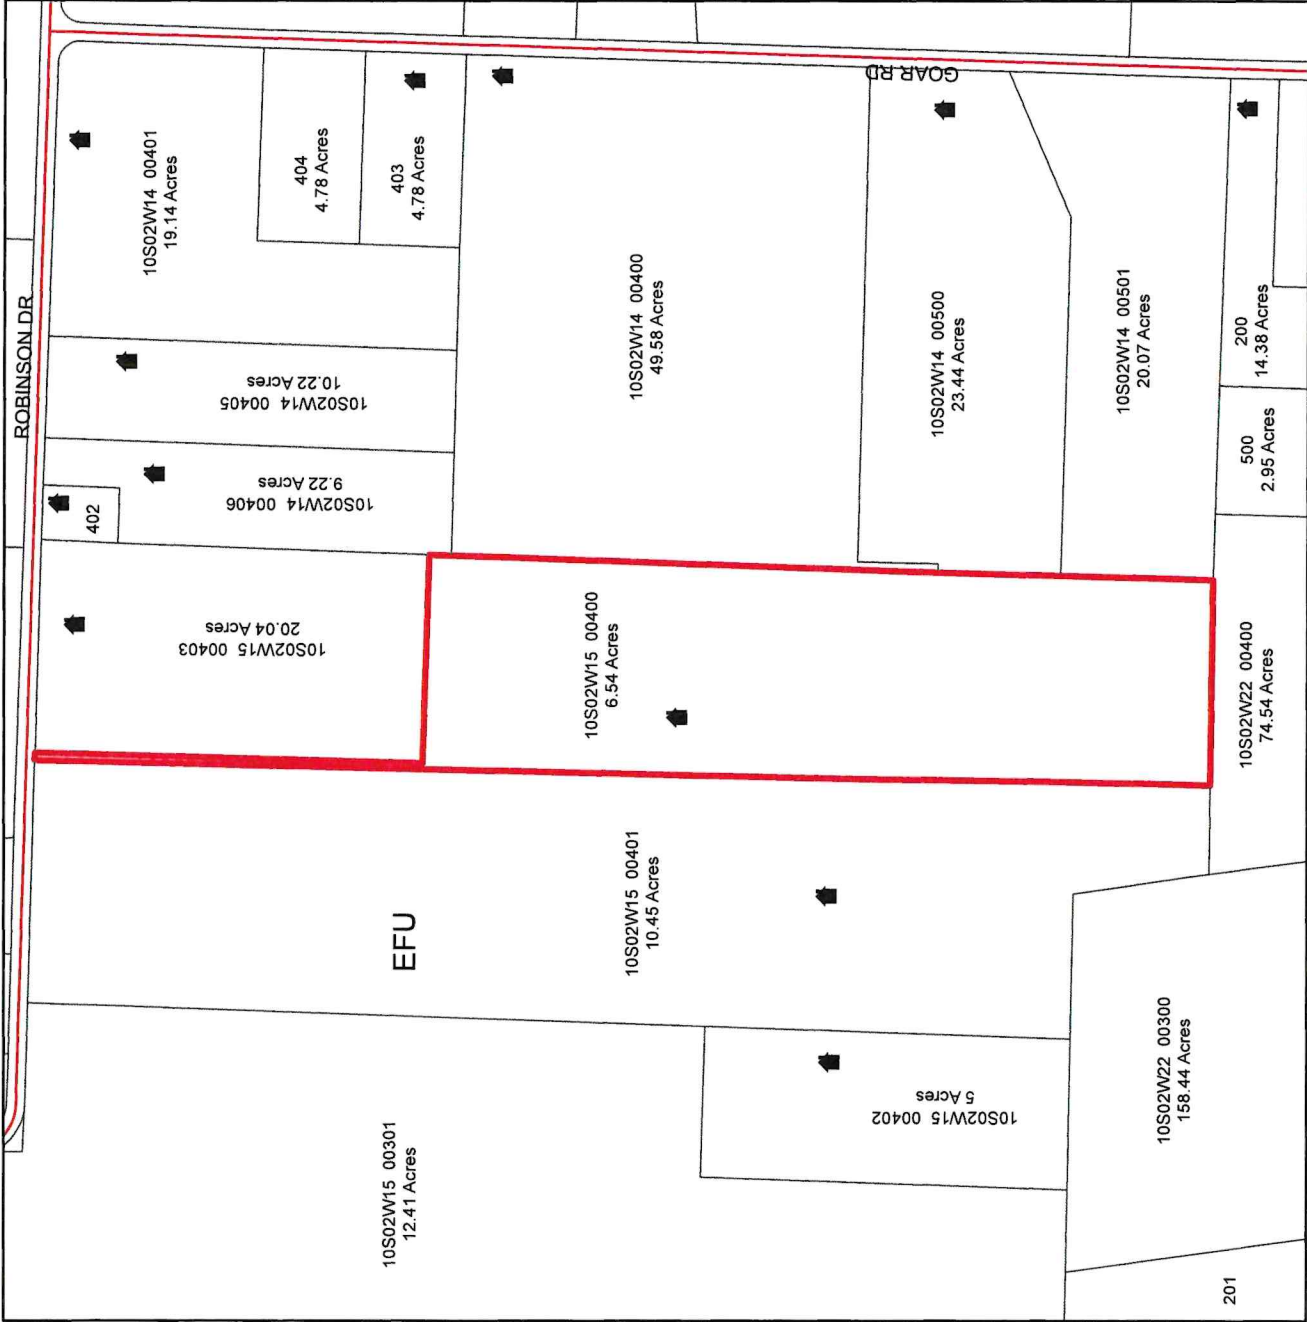 ROBINSON DR
GOAR RD
10S02W14 00401
19.14 Acres
404
4.78 Acres
403
4.78 Acres
10S02W14 00405
10.22 Acres
10S02W14 00406
9.22 Acres
402
10S02W15 00403
20.04 Acres
10S02W14 00400
49.58 Acres
10S02W14 00500
23.44 Acres
10S02W14 00501
20.07 Acres
200
14.38 Acres
500
2.95 Acres
10S02W15 00400
6.54 Acres
10S02W22 00400
74.54 Acres
10S02W15 00401
10.45 Acres
EFU
10S02W15 00301
12.41 Acres
10S02W15 00402
5 Acres
10S02W22 00300
158.44 Acres
201